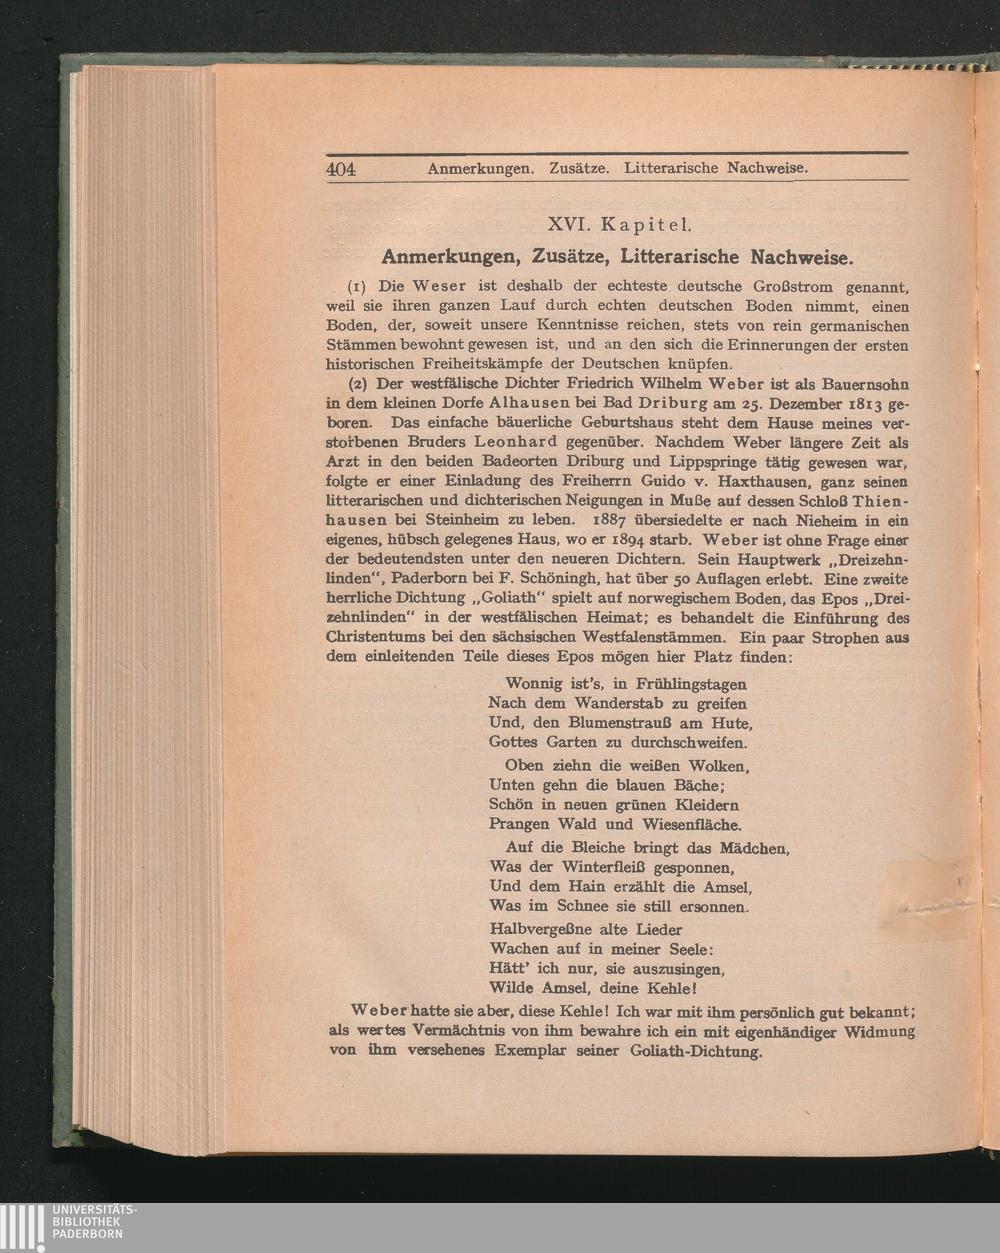 404 Anmerkungen. Zusätze. Litterarische Nachweise.
XVI. Kapitel.
Anmerkungen, Zusätze, Litterarische Nachweise.
(1) Die Weser ist deshalb der echteste deutsche Großstrom genannt,
weil sie ihren ganzen Lauf durch echten deutschen Boden nimmt, einen
Boden, der, soweit unsere Kenntnisse reichen, stets von rein germanischen
Stämmen bewohnt gewesen ist, und an den sich die Erinnerungen der ersten
historischen Freiheitskämpfe der Deutschen knüpfen.
(2) Der westfälische Dichter Friedrich Wilhelm Weber ist als Bauernsohn
in dem kleinen Dorfe Alhausen bei Bad Driburg am 25. Dezember 1813 ge-
boren. Das einfache bäuerliche Geburtshaus steht dem Hause meines ver-
storbenen Bruders Leonhard gegenüber. Nachdem Weber längere Zeit als
Arzt in den beiden Badeorten Driburg und Lippspringe tätig gewesen war,
folgte er einer Einladung des Freiherrn Guido v. Haxthausen, ganz seinen
litterarischen und dichterischen Neigungen in Muße auf dessen Schloß Thien-
hausen bei Steinheim zu leben. 1887 übersiedelte er nach Nieheim in ein
eigenes, hübsch gelegenes Haus, wo er 1894 starb. Weber ist ohne Frage einer
der bedeutendsten unter den neueren Dichtern. Sein Hauptwerk „Dreizehn-
linden“, Paderborn bei F. Schöningh, hat über 50 Auflagen erlebt. Eine zweite
herrliche Dichtung „Goliath“ spielt auf norwegischem Boden, das Epos „Drei-
zehnlinden“ in der westfälischen Heimat; es behandelt die Einführung des
Christentums bei den sächsischen Westfalenstämmen. Ein paar Strophen aus
dem einleitenden Teile dieses Epos mögen hier Platz finden:
Wonnig ist's, in Frühlingstagen
Nach dem Wanderstab zu greifen
Und, den Blumenstrauß am Hute,
Gottes Garten zu durchschweifen.
Oben ziehn die weißen Wolken,
Unten gehn die blauen Bäche;
Schön in neuen grünen Kleidern
Prangen Wald und Wiesenfläche.
Auf die Bleiche bringt das Mädchen,
Was der Winterfleiß gesponnen,
Und dem Hain erzählt die Amsel,
Was im Schnee sie still ersonnen.
Halbvergeßne alte Lieder
Wachen auf in meiner Seele:
Hätt' ich nur, sie auszusingen,
Wilde Amsel, deine Kehle!
Weber hatte sie aber, diese Kehle! Ich war mit ihm persönlich gut bekannt;
als wertes Vermächtnis von ihm bewahre ich ein mit eigenhändiger Widmung
von ihm versehenes Exemplar seiner Goliath-Dichtung.
UNIVERSITÄTS-
BIBLIOTHEK
PADERBORN